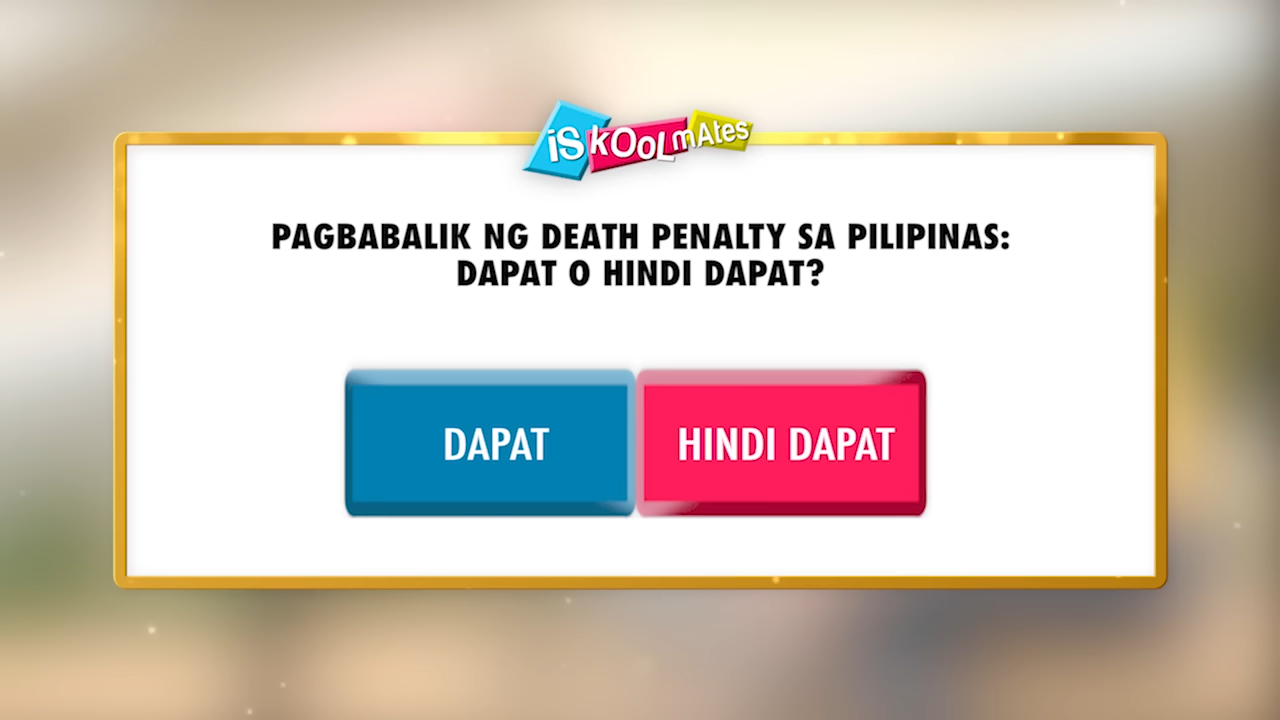 iSkOoLmAtes
PAGBABALIK NG DEATH PENALTY SA PILIPINAS:
DAPAT O HINDI DAPAT?
DAPAT
HINDI DAPAT